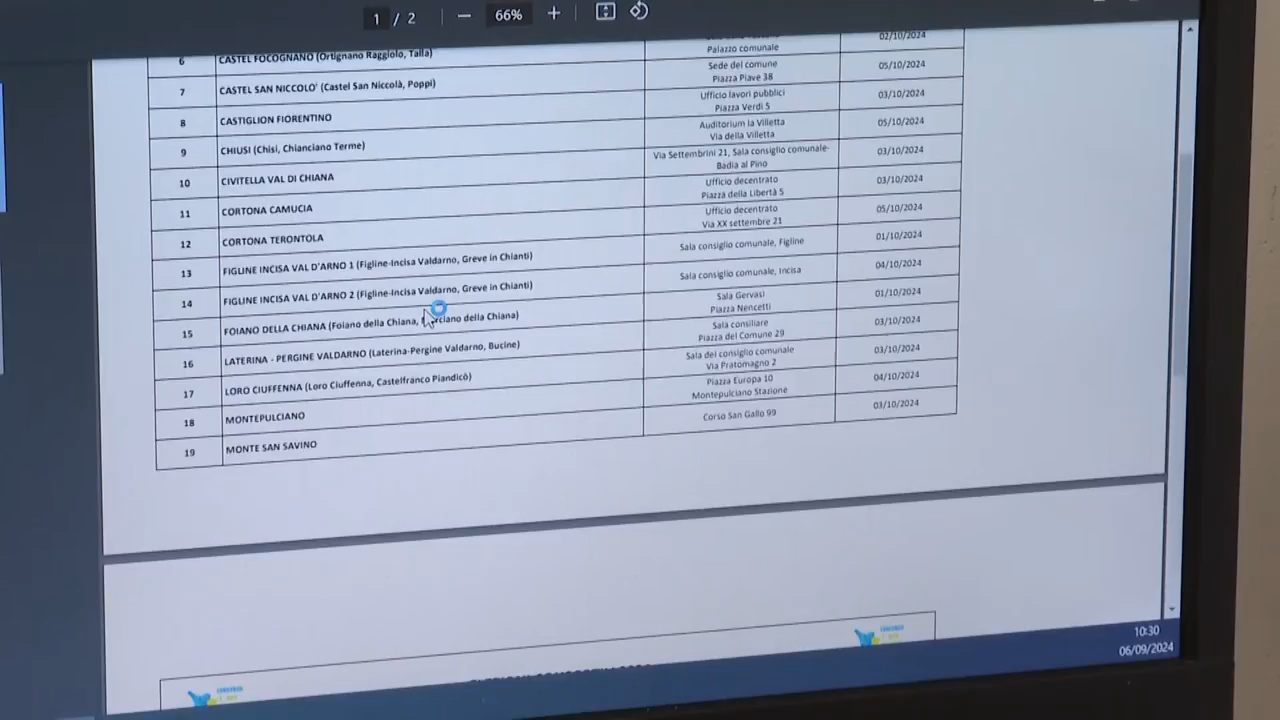 1 / 2
66%
6 CASTEL FOCOGNANO (Ortignano Raggiolo, Talla) Palazzo comunale 02/10/2024
7 CASTEL SAN NICCOLO' (Castel San Niccolà, Poppi) Sede del comune 05/10/2024
Piazza Piave 38
8 CASTIGLION FIORENTINO Ufficio lavori pubblici 03/10/2024
Piazza Verdi 5
9 CHIUSI (Chisi, Chianciano Terme) Auditorium la Villetta 05/10/2024
Via della Villetta
10 CIVITELLA VAL DI CHIANA Via Settembrini 21, Sala consiglio comunale- 03/10/2024
Badia al Pino
11 CORTONA CAMUCIA Ufficio decentrato 03/10/2024
Piazza della Libertà 5
12 CORTONA TERONTOLA Ufficio decentrato 05/10/2024
Via XX settembre 21
13 FIGLINE INCISA VAL D'ARNO 1 (Figline-Incisa Valdarno, Greve in Chianti) Sala consiglio comunale, Figline 01/10/2024
14 FIGLINE INCISA VAL D'ARNO 2 (Figline-Incisa Valdarno, Greve in Chianti) Sala consiglio comunale, Incisa 04/10/2024
15 FOIANO DELLA CHIANA (Foiano della Chiana, della Chiana) Sala Gervasi 01/10/2024
Piazza Nencetti
16 LATERINA - PERGINE VALDARNO (Laterina-Pergine Valdarno, Bucine) Sala consiliare 03/10/2024
Piazza del Comune 29
17 LORO CIUFFENNA (Loro Ciuffenna, Castelfranco Piandicò) Sala del consiglio comunale 03/10/2024
Via Pratomagno 2
18 MONTEPULCIANO Piazza Europa 10 04/10/2024
Montepulciano Stazione
19 MONTE SAN SAVINO Corso San Gallo 99 03/10/2024
10:30
06/09/2024